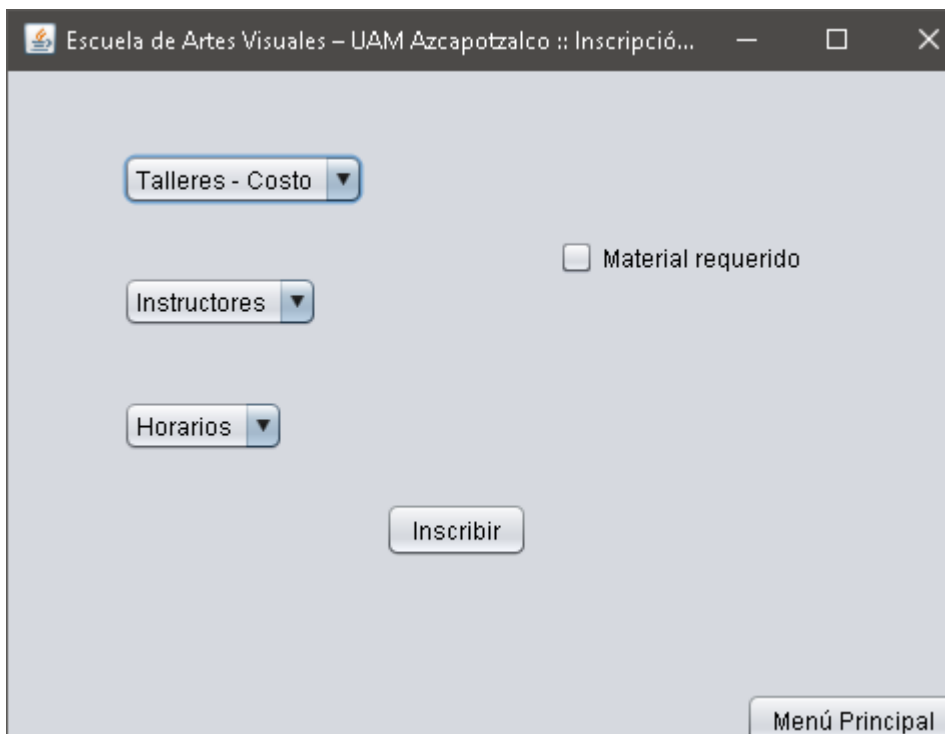 Escuela de Artes Visuales – UAM Azcapotzalco :: Inscripció...
Talleres - Costo
Material requerido
Instructores
Horarios
Inscribir
Menú Principal